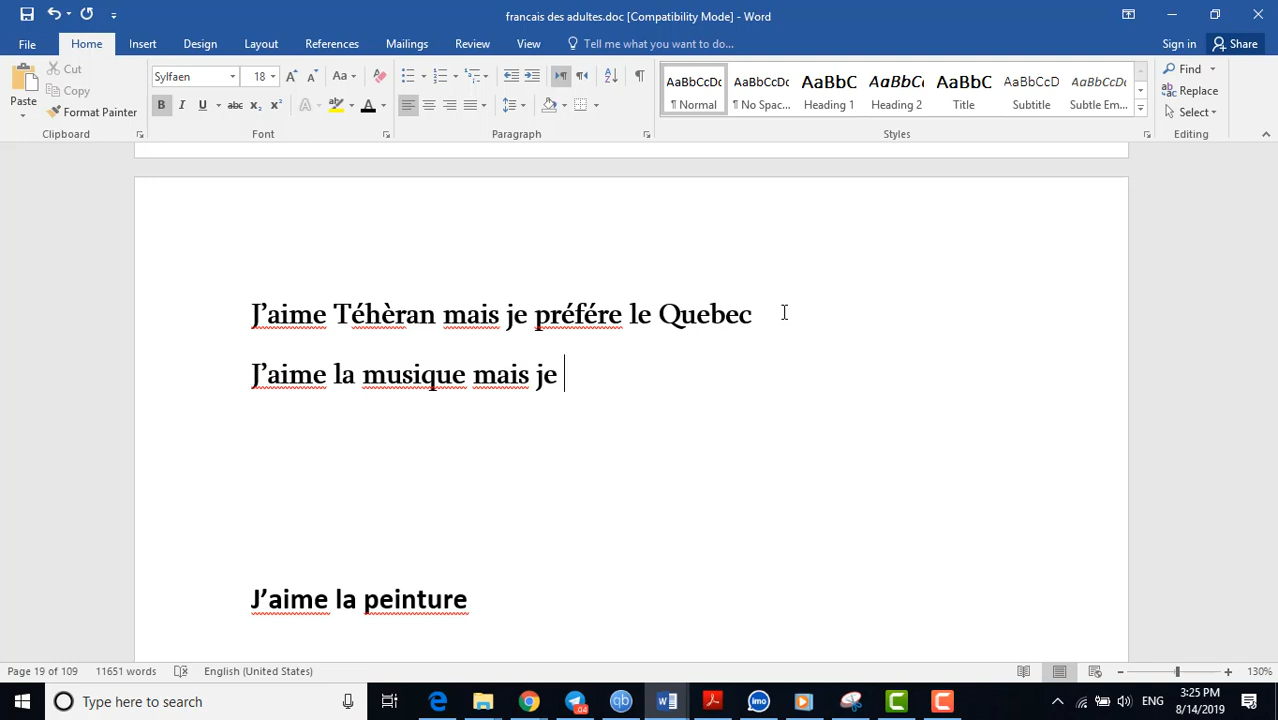 francais des adultes.doc [Compatibility Mode] - Word
File Home Insert Design Layout References Mailings Review View Tell me what you want to do... Sign in Share
Paste Cut Copy Format Painter Clipboard
Sylfaen 18 Font
Paragraph
AaBbCcDc ¶ Normal
AaBbCcDc ¶ No Spac...
AaBbC Heading 1
AaBbCc Heading 2
AaBbC Title
AaBbCcD Subtitle
AaBbCcDc Subtle Em...
Styles
Find Replace Select Editing
J’aime Téhèran mais je préfére le Quebec
J’aime la musique mais je
J’aime la peinture
Page 19 of 109 11651 words English (United States) 130%
Type here to search 04 ENG 3:25 PM 8/14/2019